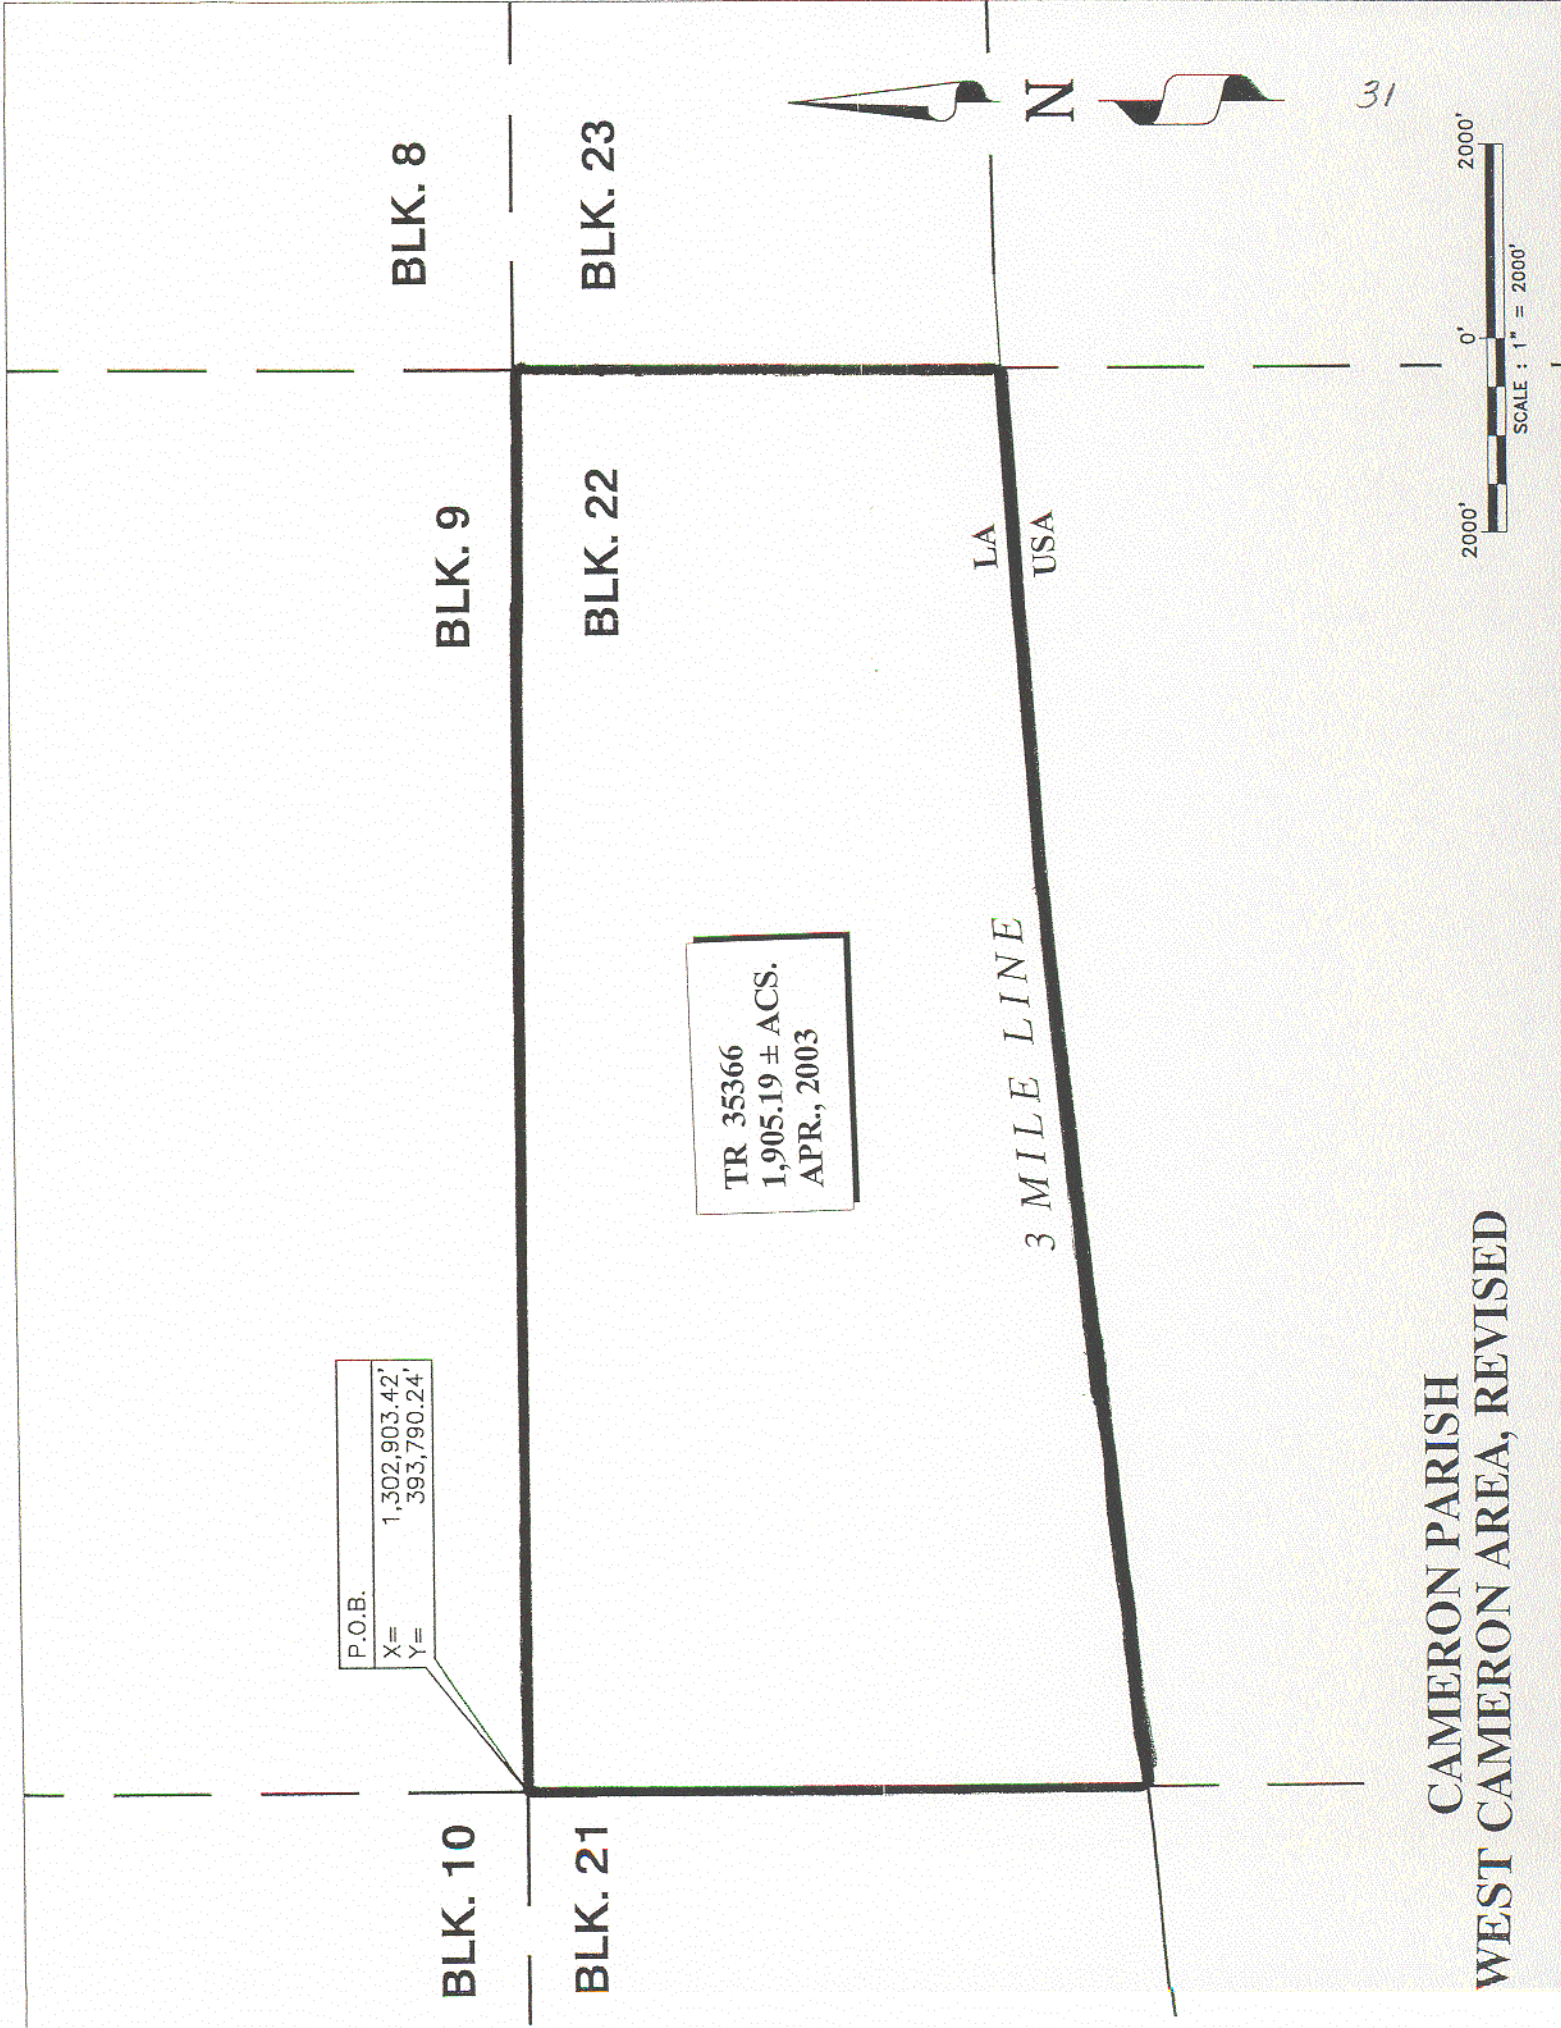 BLK. 10
BLK. 9
BLK. 8
P.O.B.
X= 1,302,903.42'
Y= 393,790.24'
BLK. 21
BLK. 22
BLK. 23
TR 35366
1,905.19 ± ACS.
APR., 2003
3 MILE LINE
LA
USA
N
31
CAMERON PARISH
WEST CAMERON AREA, REVISED
2000' 0' 2000'
SCALE : 1" = 2000'